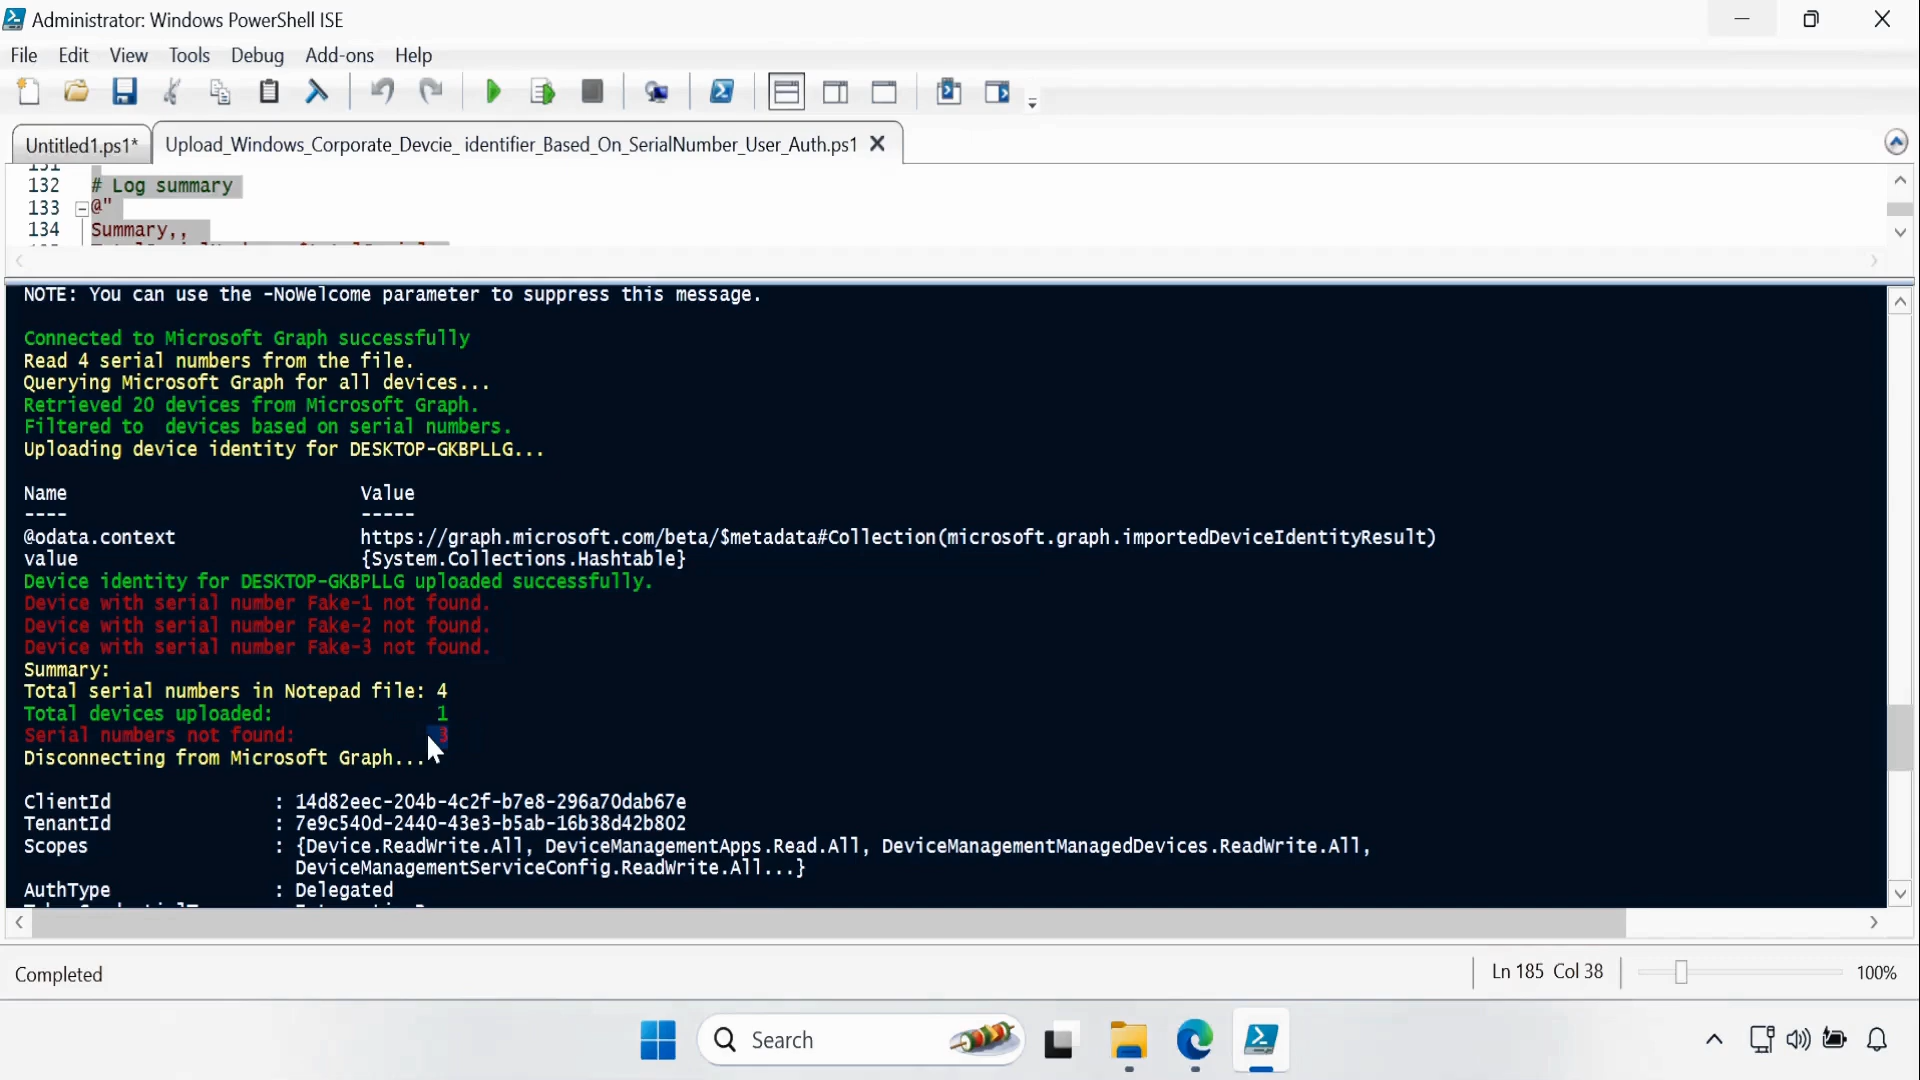 Administrator: Windows PowerShell ISE
File Edit View Tools Debug Add-ons Help
Untitled1.ps1* Upload_Windows_Corporate_Devcie_ identifier_Based_On_SerialNumber_User_Auth.ps1
131
132 # Log summary
133 @"
134 Summary,,
NOTE: You can use the -NoWelcome parameter to suppress this message.
Connected to Microsoft Graph successfully
Read 4 serial numbers from the file.
Querying Microsoft Graph for all devices...
Retrieved 20 devices from Microsoft Graph.
Filtered to  devices based on serial numbers.
Uploading device identity for DESKTOP-GKBPLLG...
Name Value
---- -----
@odata.context https://graph.microsoft.com/beta/$metadata#Collection(microsoft.graph.importedDeviceIdentityResult)
value {System.Collections.Hashtable}
Device identity for DESKTOP-GKBPLLG uploaded successfully.
Device with serial number Fake-1 not found.
Device with serial number Fake-2 not found.
Device with serial number Fake-3 not found.
Summary:
Total serial numbers in Notepad file: 4
Total devices uploaded: 1
Serial numbers not found: 3
Disconnecting from Microsoft Graph...
ClientId : 14d82eec-204b-4c2f-b7e8-296a70dab67e
TenantId : 7e9c540d-2440-43e3-b5ab-16b38d42b802
Scopes : {Device.ReadWrite.All, DeviceManagementApps.Read.All, DeviceManagementManagedDevices.ReadWrite.All,
DeviceManagementServiceConfig.ReadWrite.All...}
AuthType : Delegated
Completed Ln 185 Col 38 100%
Search